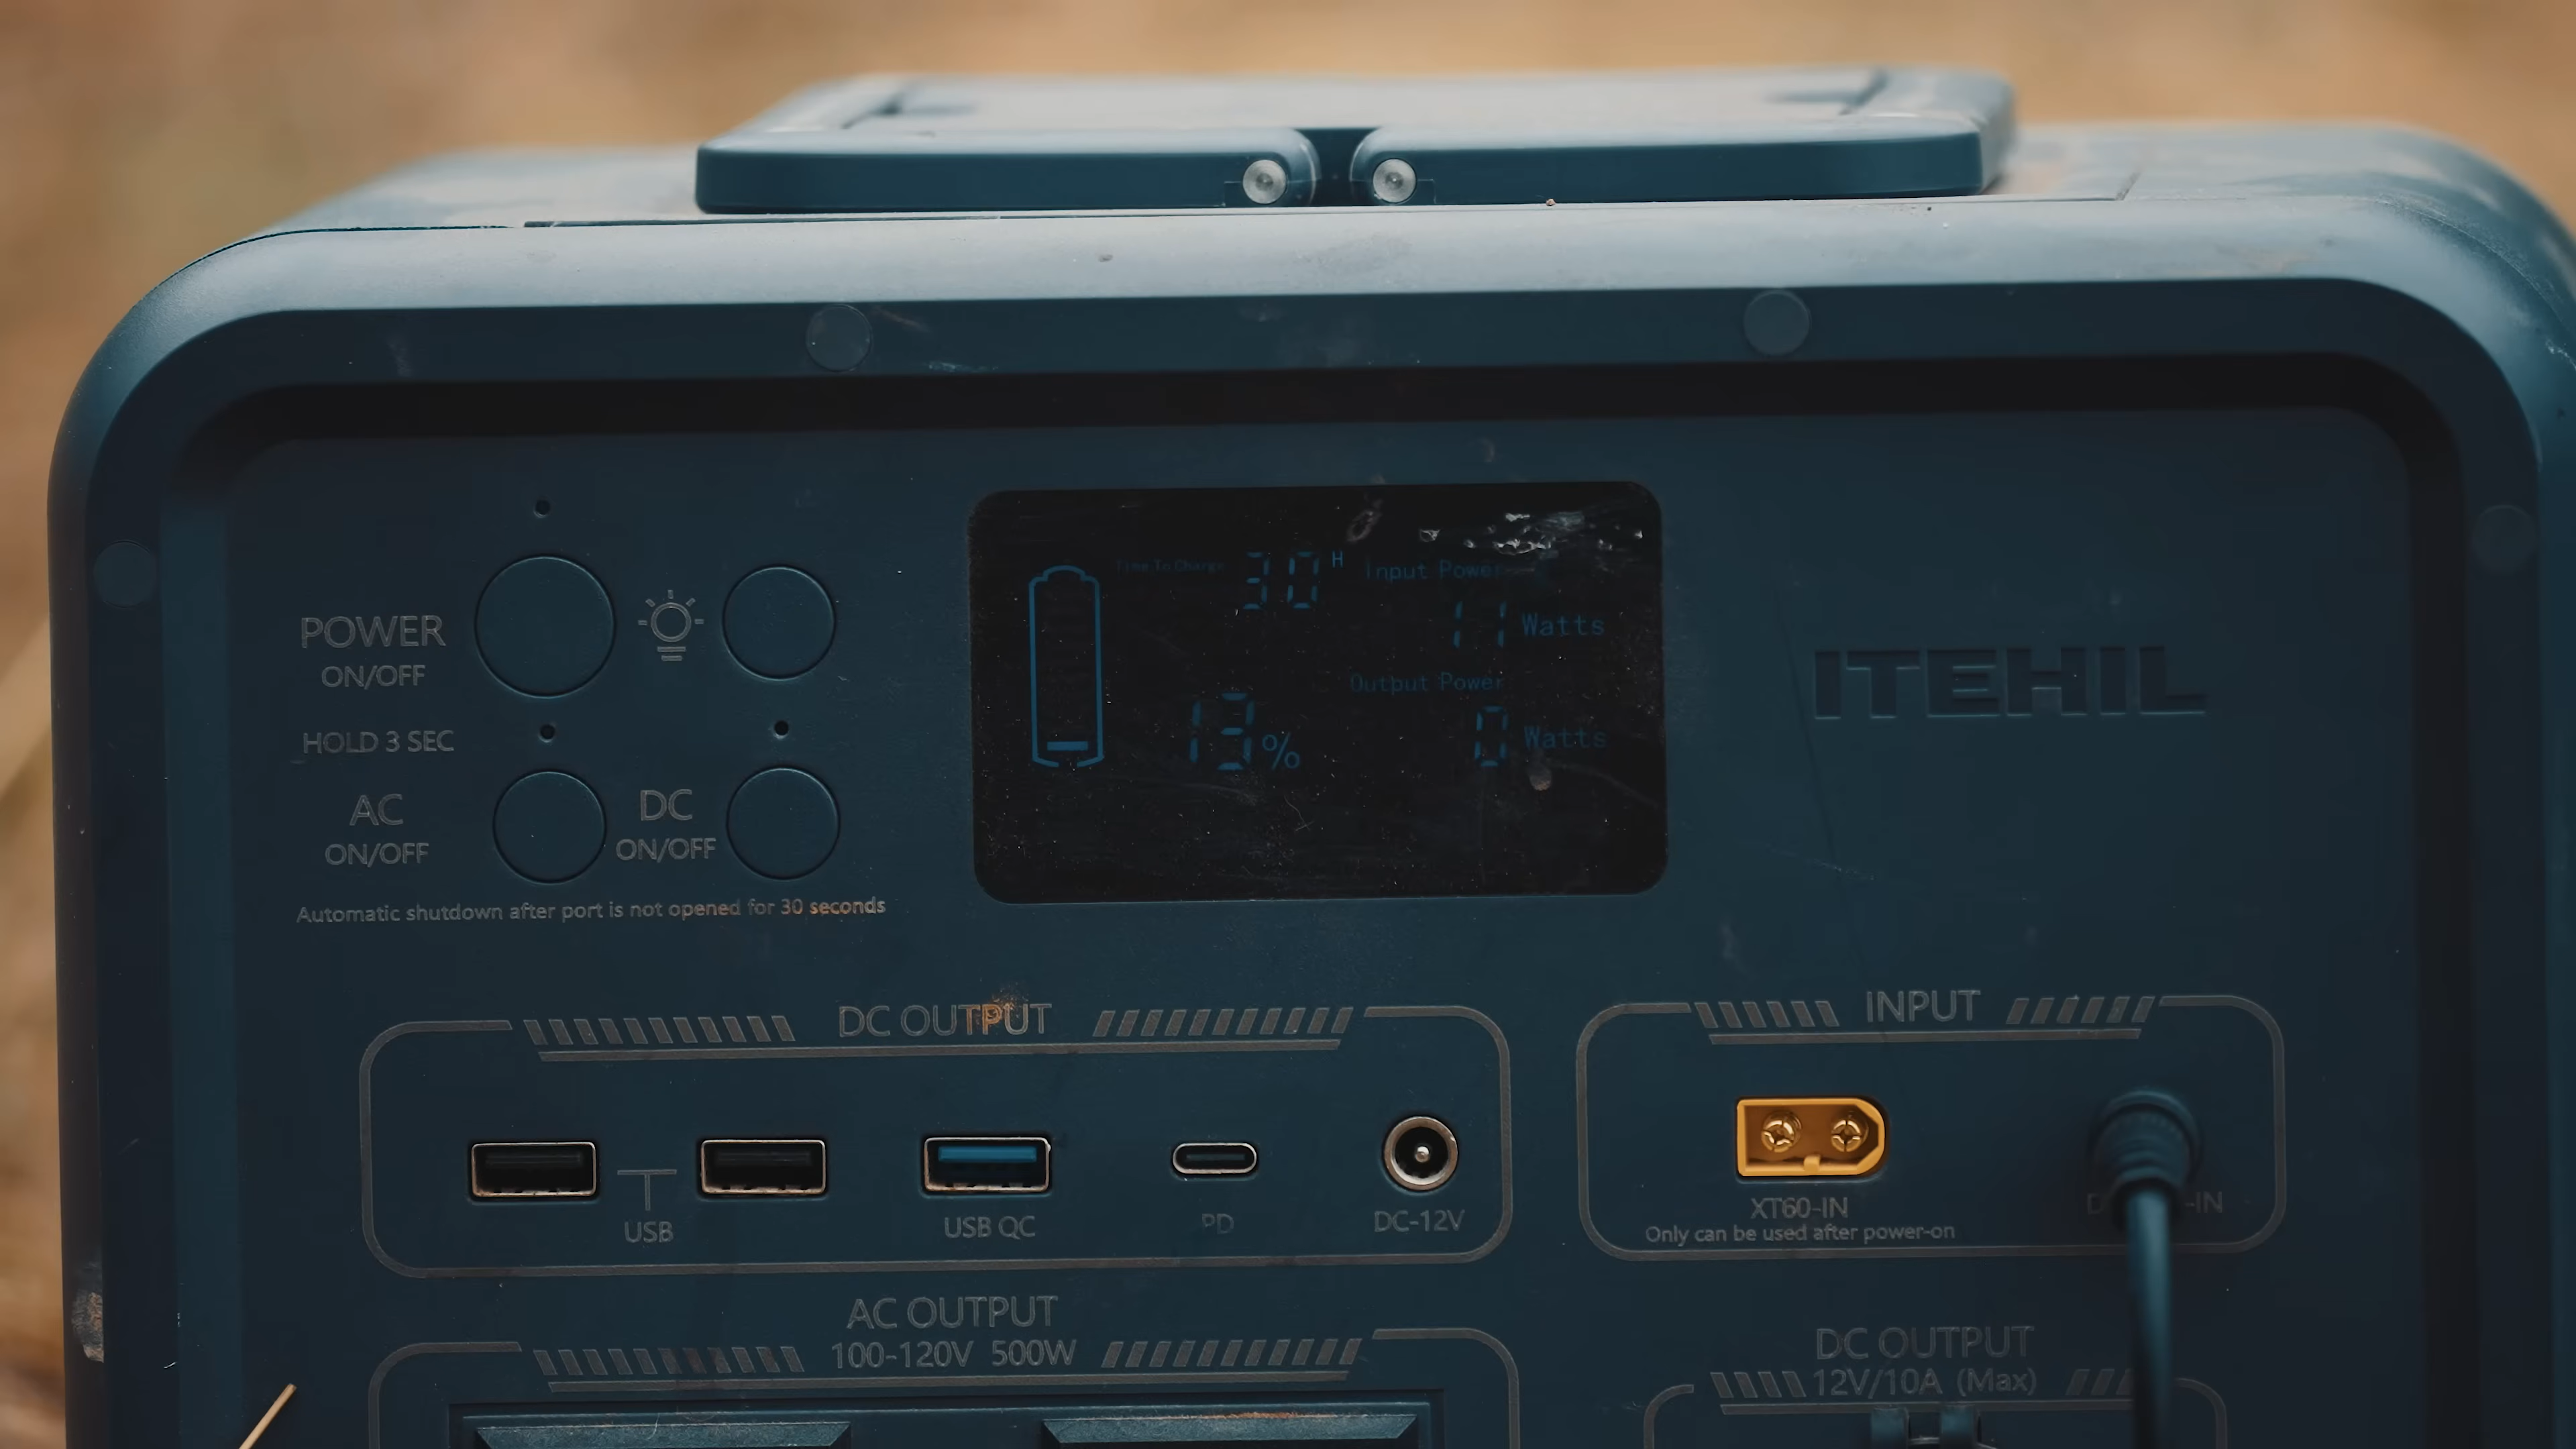 POWER
ON/OFF
HOLD 3 SEC
AC
ON/OFF
DC
ON/OFF
Automatic shutdown after port is not opened for 30 seconds
Time To Charge 30 H
13%
Input Power
11 Watts
Output Power
0 Watts
ITEHIL
DC OUTPUT
USB
USB QC
PD
DC-12V
INPUT
XT60-IN
Only can be used after power-on
-IN
AC OUTPUT
100-120V 500W
DC OUTPUT
12V/10A (Max)